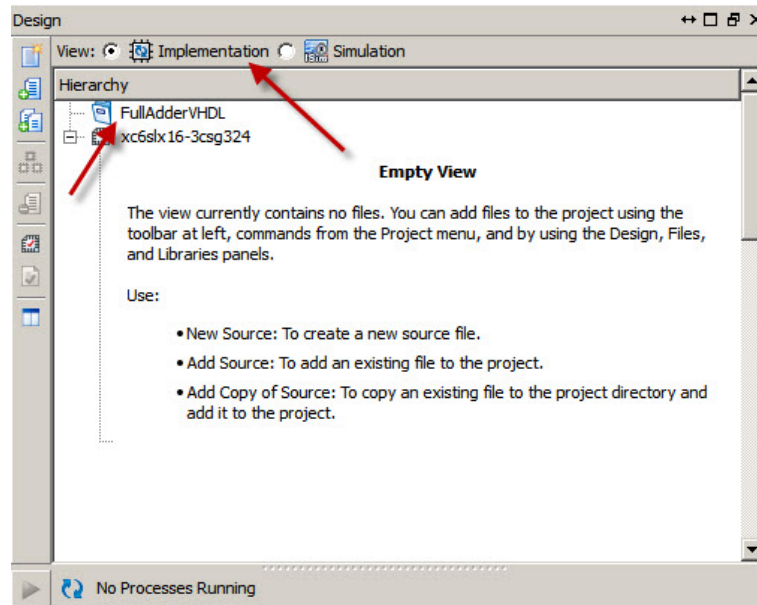 Design
View: Implementation Simulation
Hierarchy
FullAdderVHDL
xc6slx16-3csg324
Empty View
The view currently contains no files. You can add files to the project using the
toolbar at left, commands from the Project menu, and by using the Design, Files,
and Libraries panels.
Use:
•New Source: To create a new source file.
•Add Source: To add an existing file to the project.
•Add Copy of Source: To copy an existing file to the project directory and
add it to the project.
No Processes Running